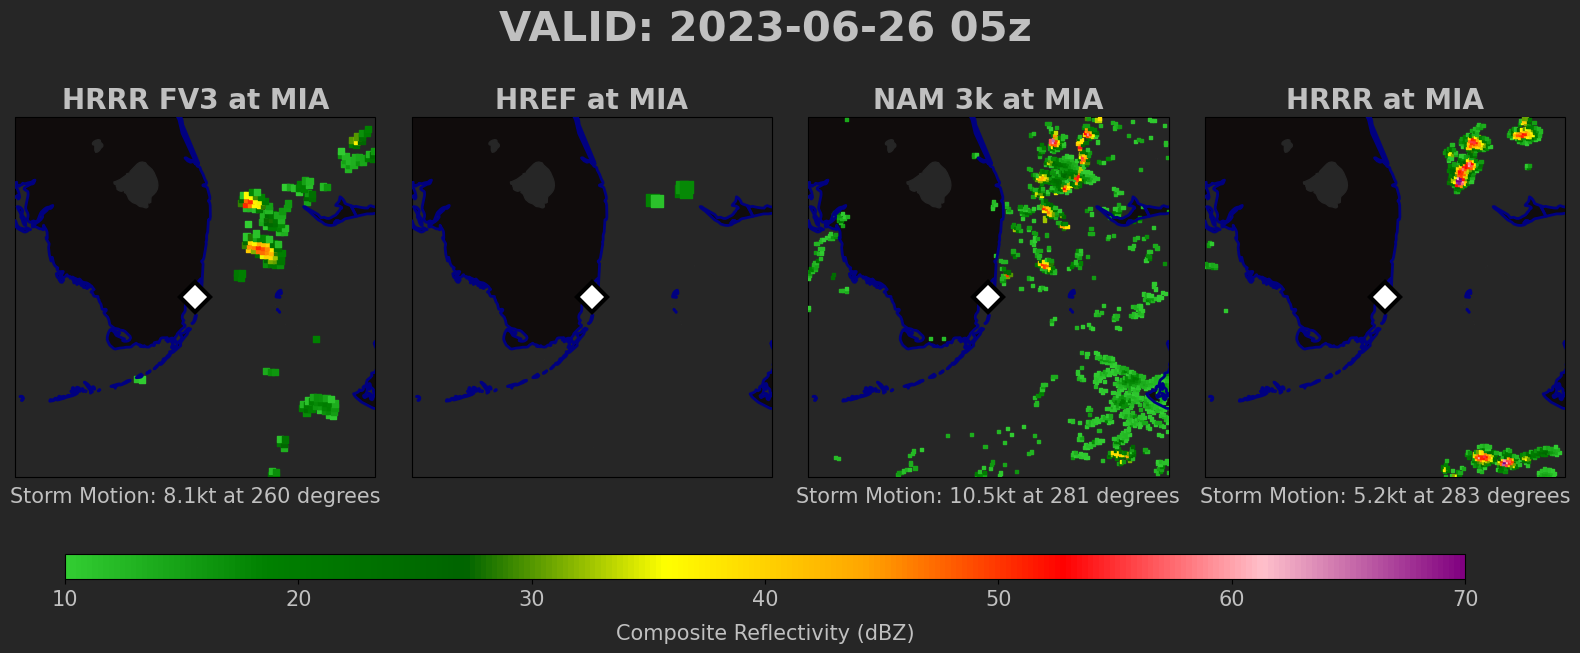 VALID: 2023-06-26 05z
HRRR FV3 at MIA
HREF at MIA
NAM 3k at MIA
HRRR at MIA
Storm Motion: 8.1kt at 260 degrees
Storm Motion: 10.5kt at 281 degrees
Storm Motion: 5.2kt at 283 degrees
10 20 30 40 50 60 70
Composite Reflectivity (dBZ)